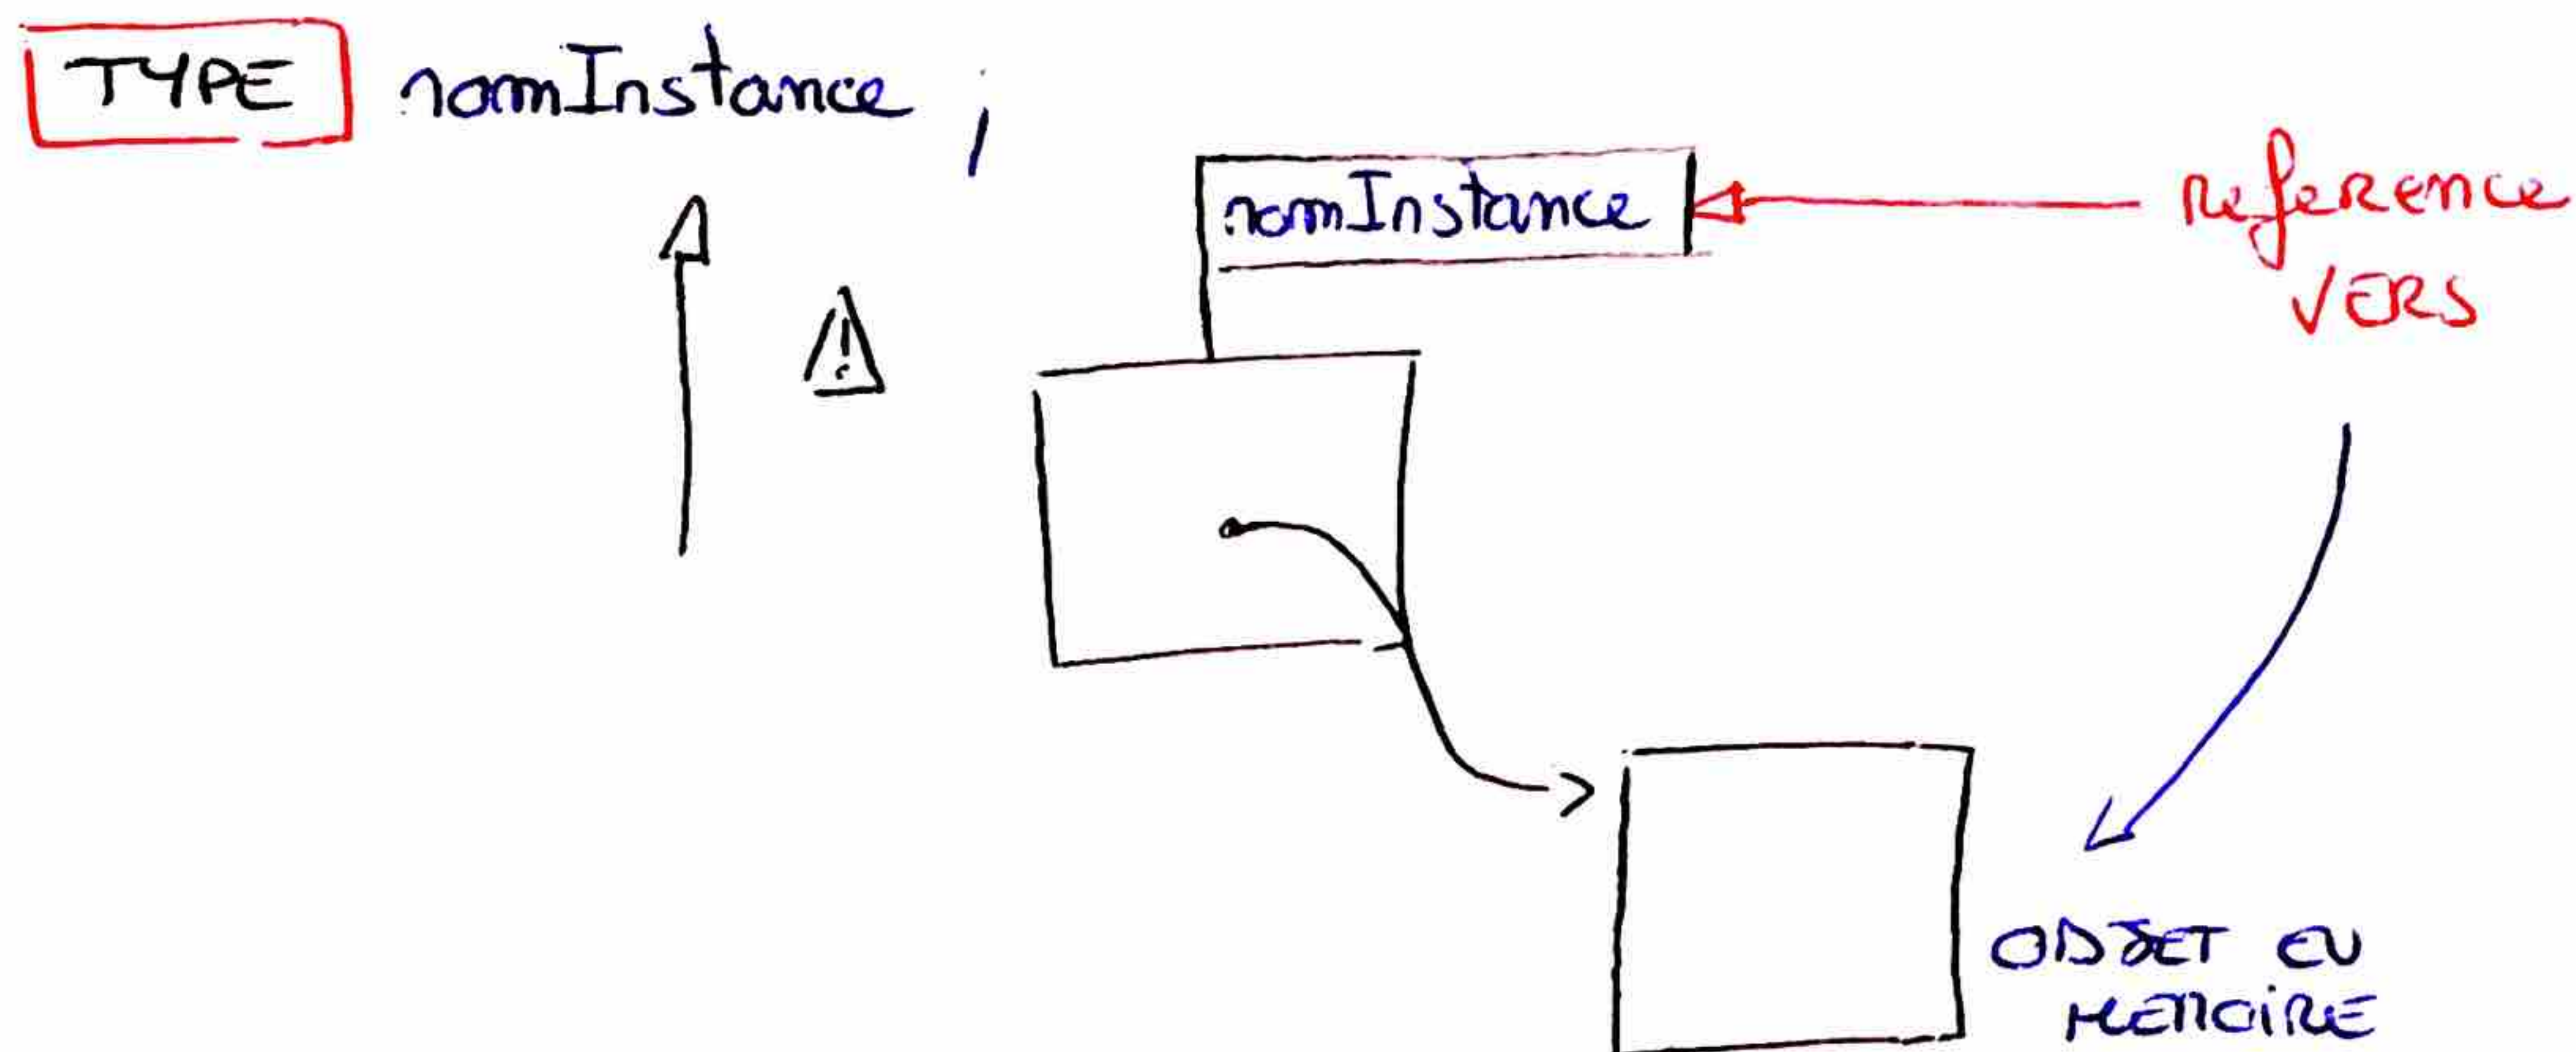 TYPE nomInstance ;
nomInstance
reference
VERS
!
OBJET EN
MEMOIRE